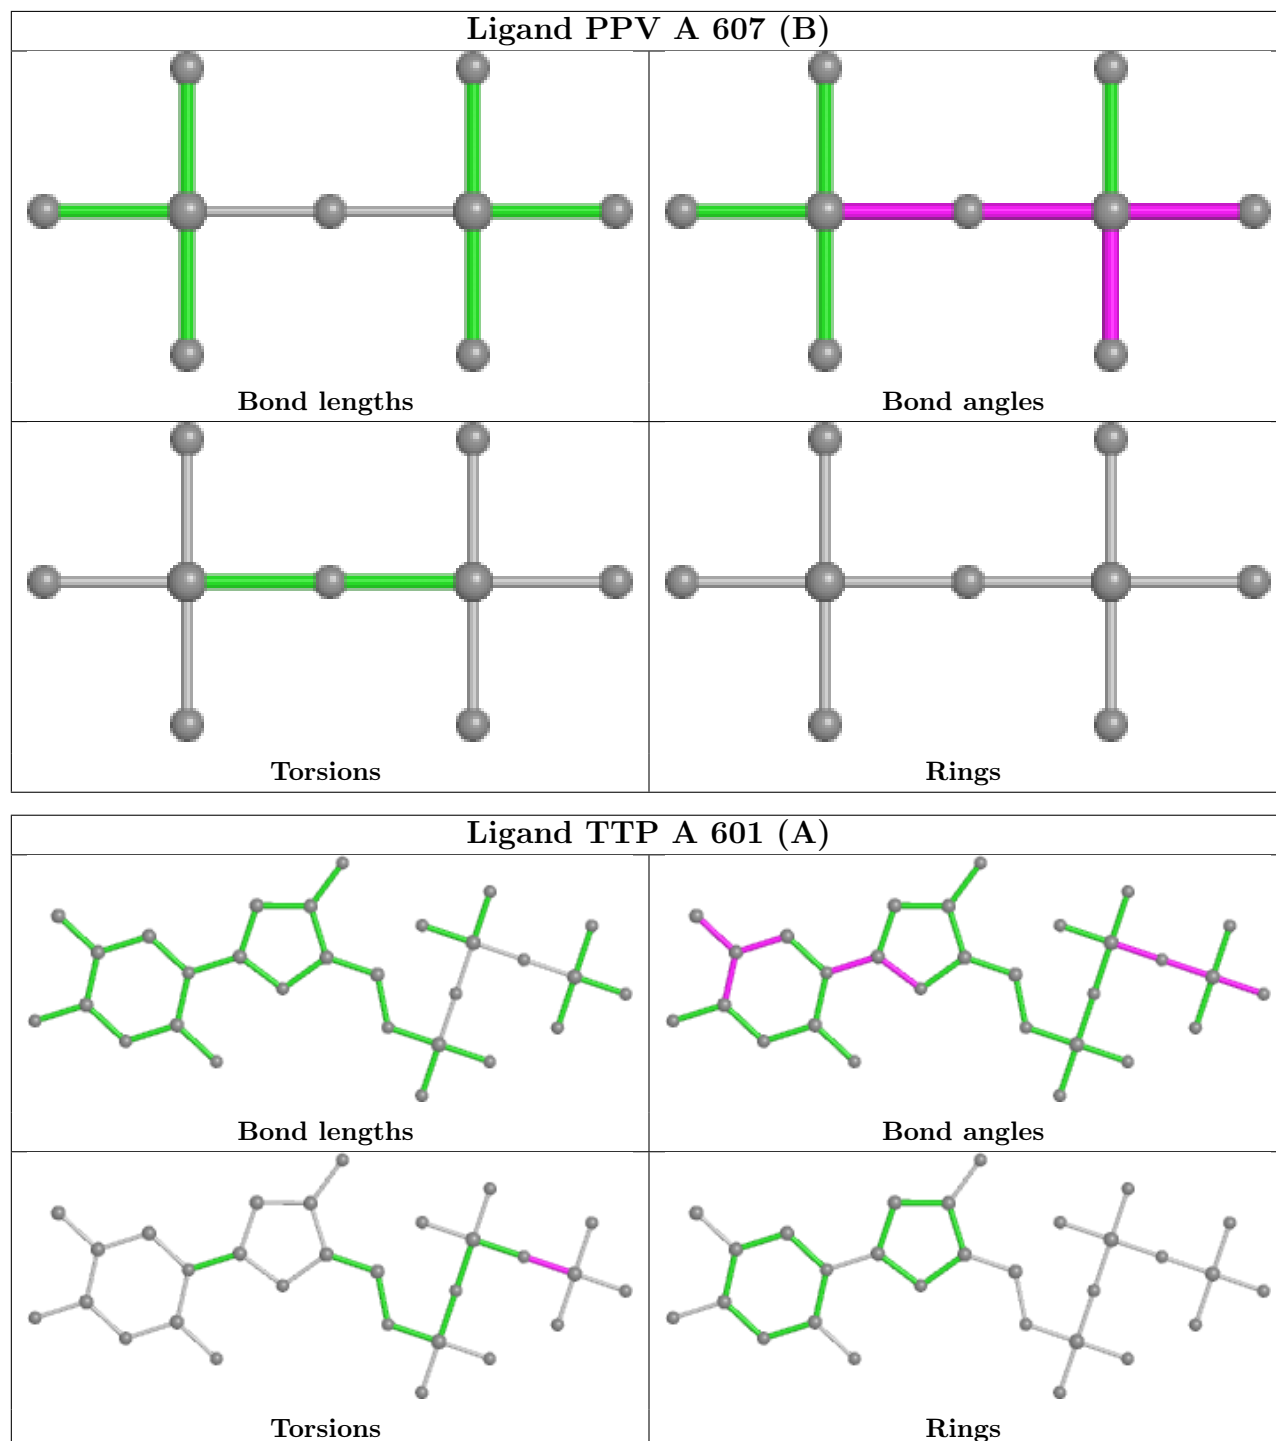 Ligand PPV A 607 (B)
Bond lengths
Bond angles
Torsions
Rings
Ligand TTP A 601 (A)
Bond lengths
Bond angles
Torsions
Rings